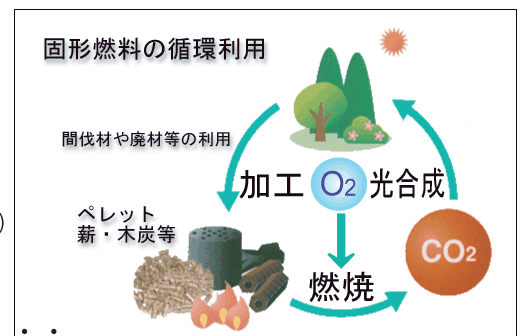 固形燃料の循環利用
間伐材や廃材等の利用
加工 O₂ 光合成
ペレット
薪・木炭等
CO₂
燃焼
)
・・